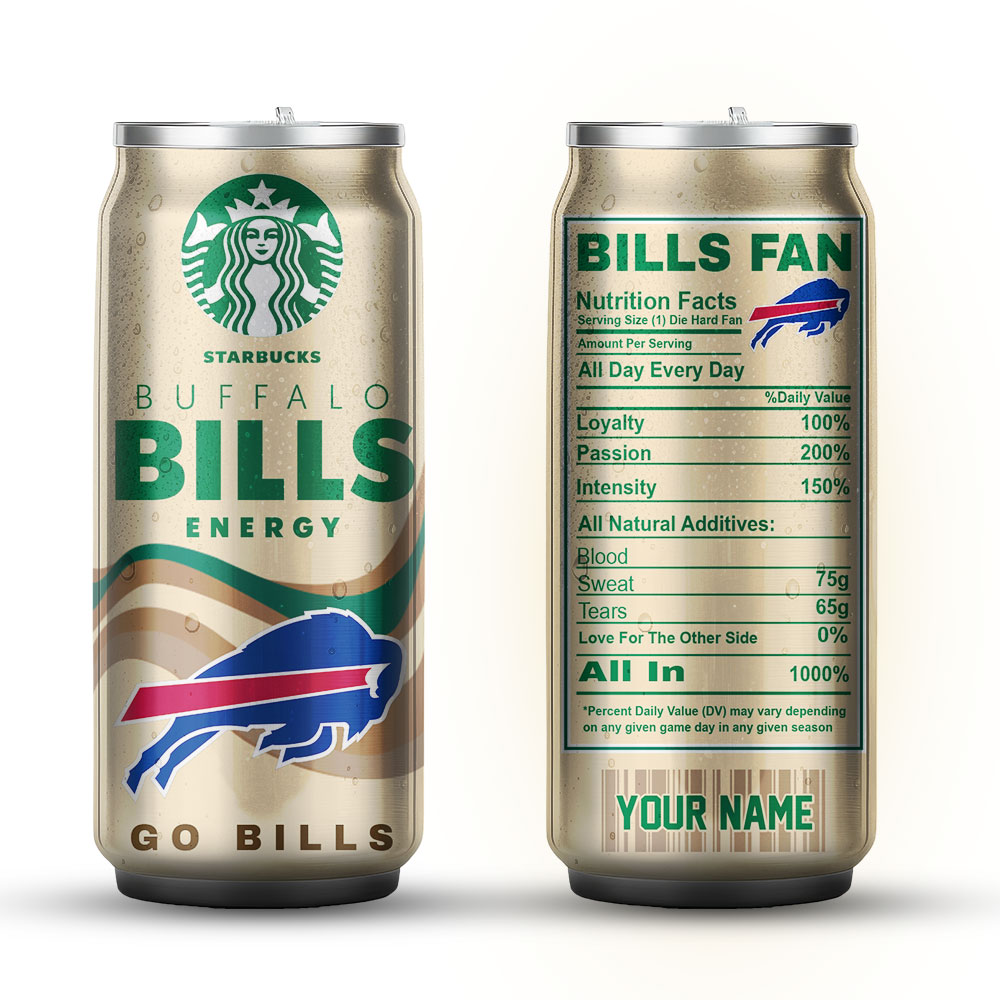 STARBUCKS
BUFFALO
BILLS
ENERGY
GO BILLS
BILLS FAN
Nutrition Facts
Serving Size (1) Die Hard Fan
Amount Per Serving
All Day Every Day
%Daily Value
Loyalty 100%
Passion 200%
Intensity 150%
All Natural Additives:
Blood
Sweat 75g
Tears 65g
Love For The Other Side 0%
All In 1000%
*Percent Daily Value (DV) may vary depending
on any given game day in any given season
YOUR NAME